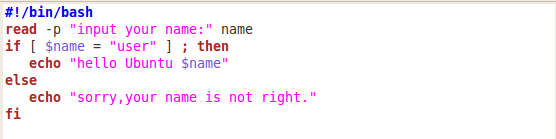 #!/bin/bash
read -p "input your name:" name
if [ $name = "user" ] ; then
   echo "hello Ubuntu $name"
else
   echo "sorry,your name is not right."
fi